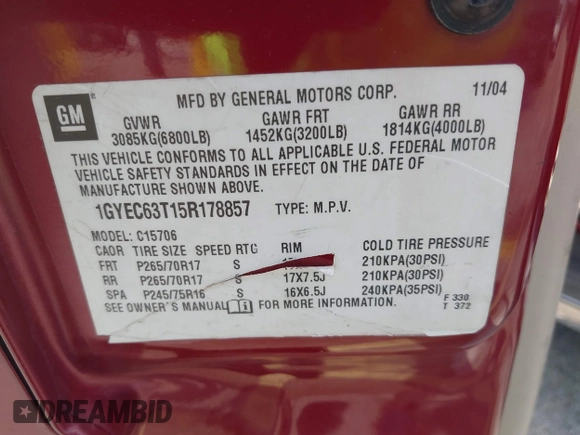 MFD BY GENERAL MOTORS CORP. 11/04
GM
GVWR GAWR FRT GAWR RR
3085KG(6800LB) 1452KG(3200LB) 1814KG(4000LB)
THIS VEHICLE CONFORMS TO ALL APPLICABLE U.S. FEDERAL MOTOR
VEHICLE SAFETY STANDARDS IN EFFECT ON THE DATE OF
MANUFACTURE SHOWN ABOVE.
1GYEC63T15R178857 TYPE: M.P.V.
MODEL: C15706
CAOR TIRE SIZE SPEED RTG RIM COLD TIRE PRESSURE
FRT P265/70R17 S 210KPA(30PSI)
RR P265/70R17 S 17X7.5J 210KPA(30PSI)
SPA P245/75R16 S 16X6.5J 240KPA(35PSI)
SEE OWNER'S MANUAL FOR MORE INFORMATION. F 330
T 372
DREAMBID